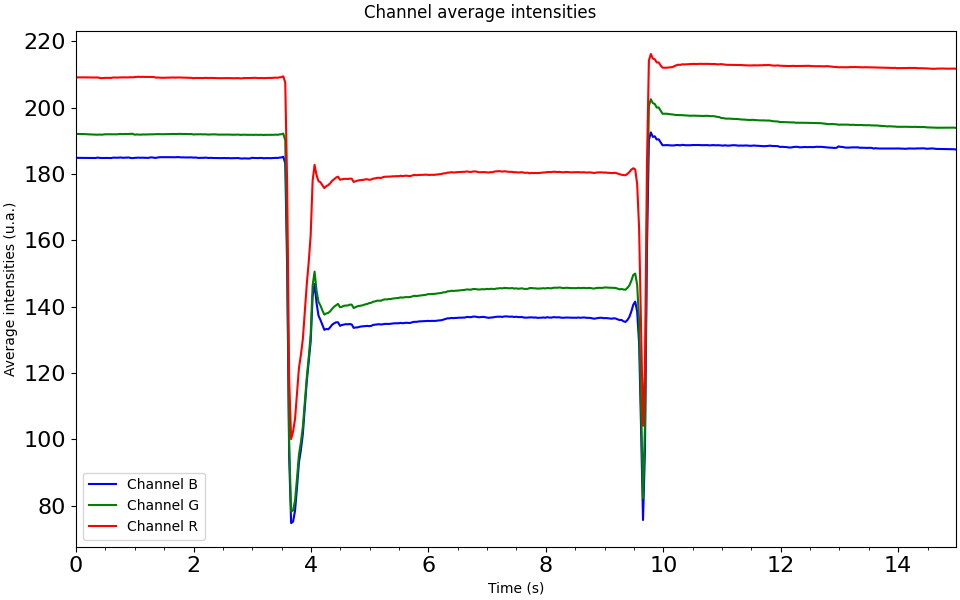 Channel average intensities
Average intensities (u.a.)
220
200
180
160
140
120
100
80
Channel B
Channel G
Channel R
0 2 4 6 8 10 12 14
Time (s)